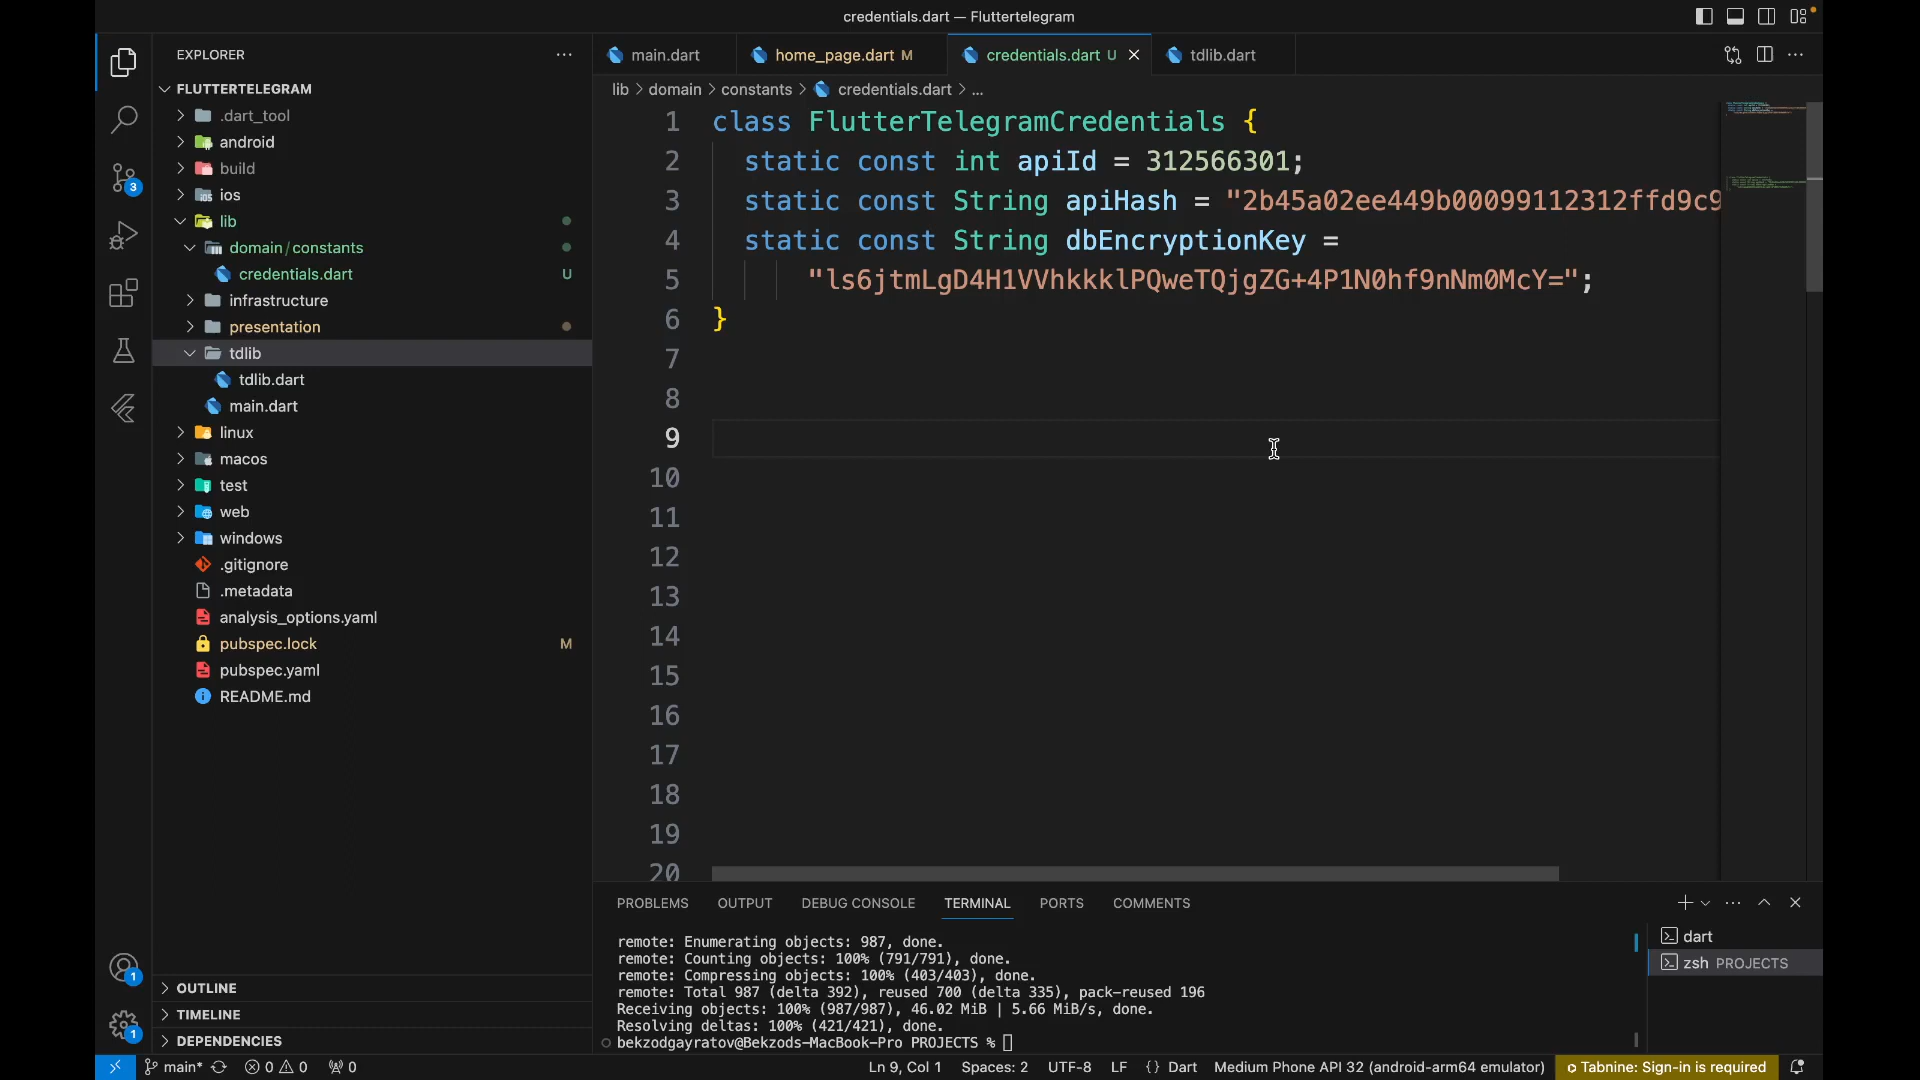 credentials.dart — Fluttertelegram
EXPLORER
FLUTTERTELEGRAM
.dart_tool
android
build
ios
lib
domain/constants
credentials.dart U
infrastructure
presentation
tdlib
tdlib.dart
main.dart
linux
macos
test
web
windows
.gitignore
.metadata
analysis_options.yaml
pubspec.lock M
pubspec.yaml
README.md
OUTLINE
TIMELINE
DEPENDENCIES
3
1
1
main.dart home_page.dart M credentials.dart U tdlib.dart
lib > domain > constants > credentials.dart > ...
1 class FlutterTelegramCredentials {
2 static const int apiId = 312566301;
3 static const String apiHash = "2b45a02ee449b00099112312ffd9c9
4 static const String dbEncryptionKey =
5 "ls6jtmLgD4H1VVhkkklPQweTQjgZG+4P1N0hf9nNm0McY=";
6 }
7
8
9
10
11
12
13
14
15
16
17
18
19
20
PROBLEMS OUTPUT DEBUG CONSOLE TERMINAL PORTS COMMENTS
remote: Enumerating objects: 987, done.
remote: Counting objects: 100% (791/791), done.
remote: Compressing objects: 100% (403/403), done.
remote: Total 987 (delta 392), reused 700 (delta 335), pack-reused 196
Receiving objects: 100% (987/987), 46.02 MiB | 5.66 MiB/s, done.
Resolving deltas: 100% (421/421), done.
bekzodgayratov@Bekzods-MacBook-Pro PROJECTS %
dart
zsh PROJECTS
main* 0 0 0 Ln 9, Col 1 Spaces: 2 UTF-8 LF {} Dart Medium Phone API 32 (android-arm64 emulator) Tabnine: Sign-in is required